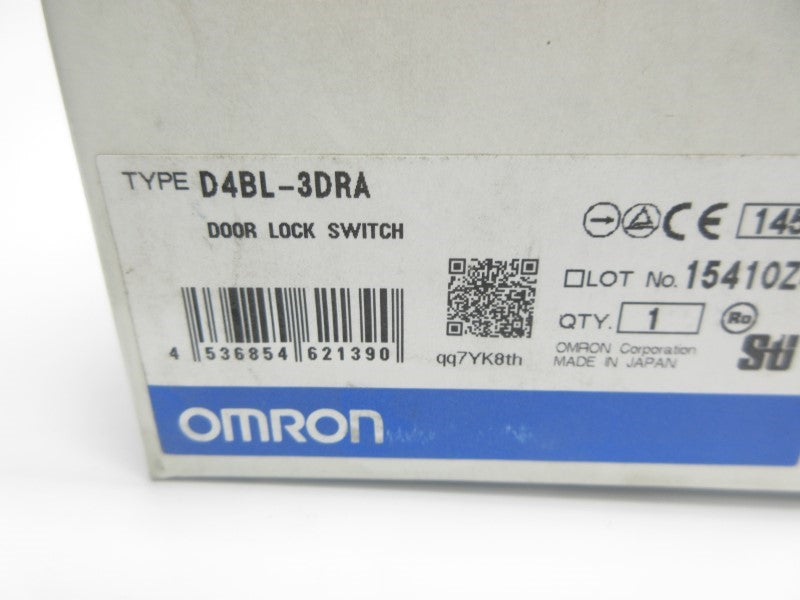 TYPE D4BL-3DRA
DOOR LOCK SWITCH
CE 145
LOT No. 15410Z
QTY. 1
OMRON Corporation
MADE IN JAPAN
4 536854 621390
qq7YK8th
OMRON